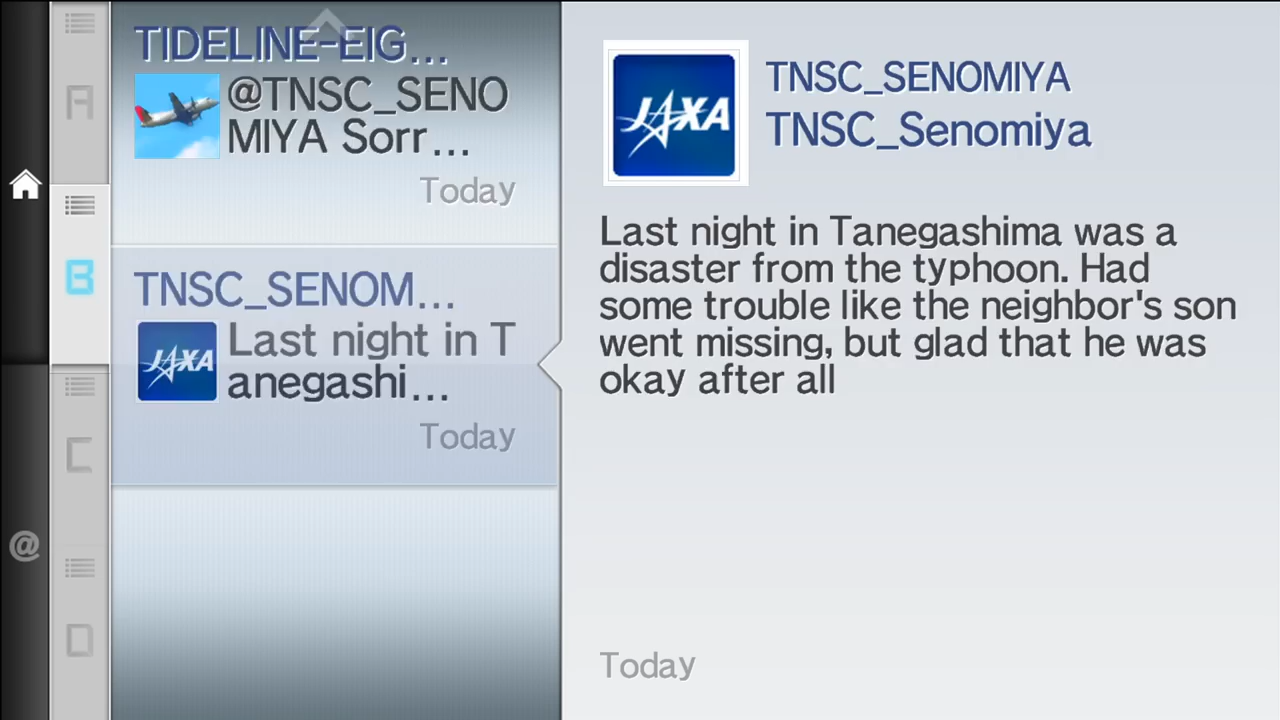 A
B
C
D
@
TIDELINE-EIG...
@TNSC_SENO
MIYA Sorr...
Today
TNSC_SENOM...
JAXA
Last night in T
anegashi...
Today
JAXA
TNSC_SENOMIYA
TNSC_Senomiya
Last night in Tanegashima was a
disaster from the typhoon. Had
some trouble like the neighbor's son
went missing, but glad that he was
okay after all
Today